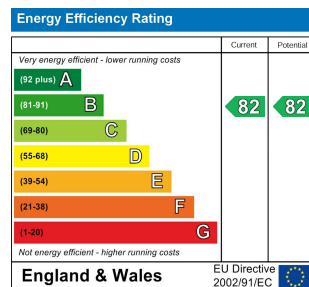 Energy Efficiency Rating
Current Potential
Very energy efficient - lower running costs
(92 plus) A
(81-91) B 82 82
(69-80) C
(55-68) D
(39-54) E
(21-38) F
(1-20) G
Not energy efficient - higher running costs
England & Wales
EU Directive
2002/91/EC